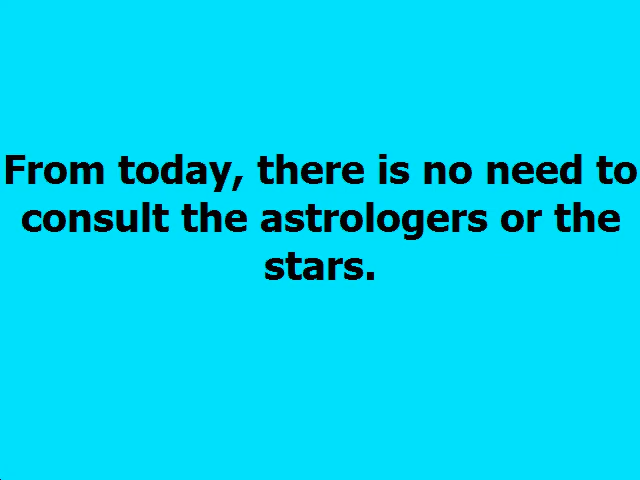 From today, there is no need to
consult the astrologers or the
stars.